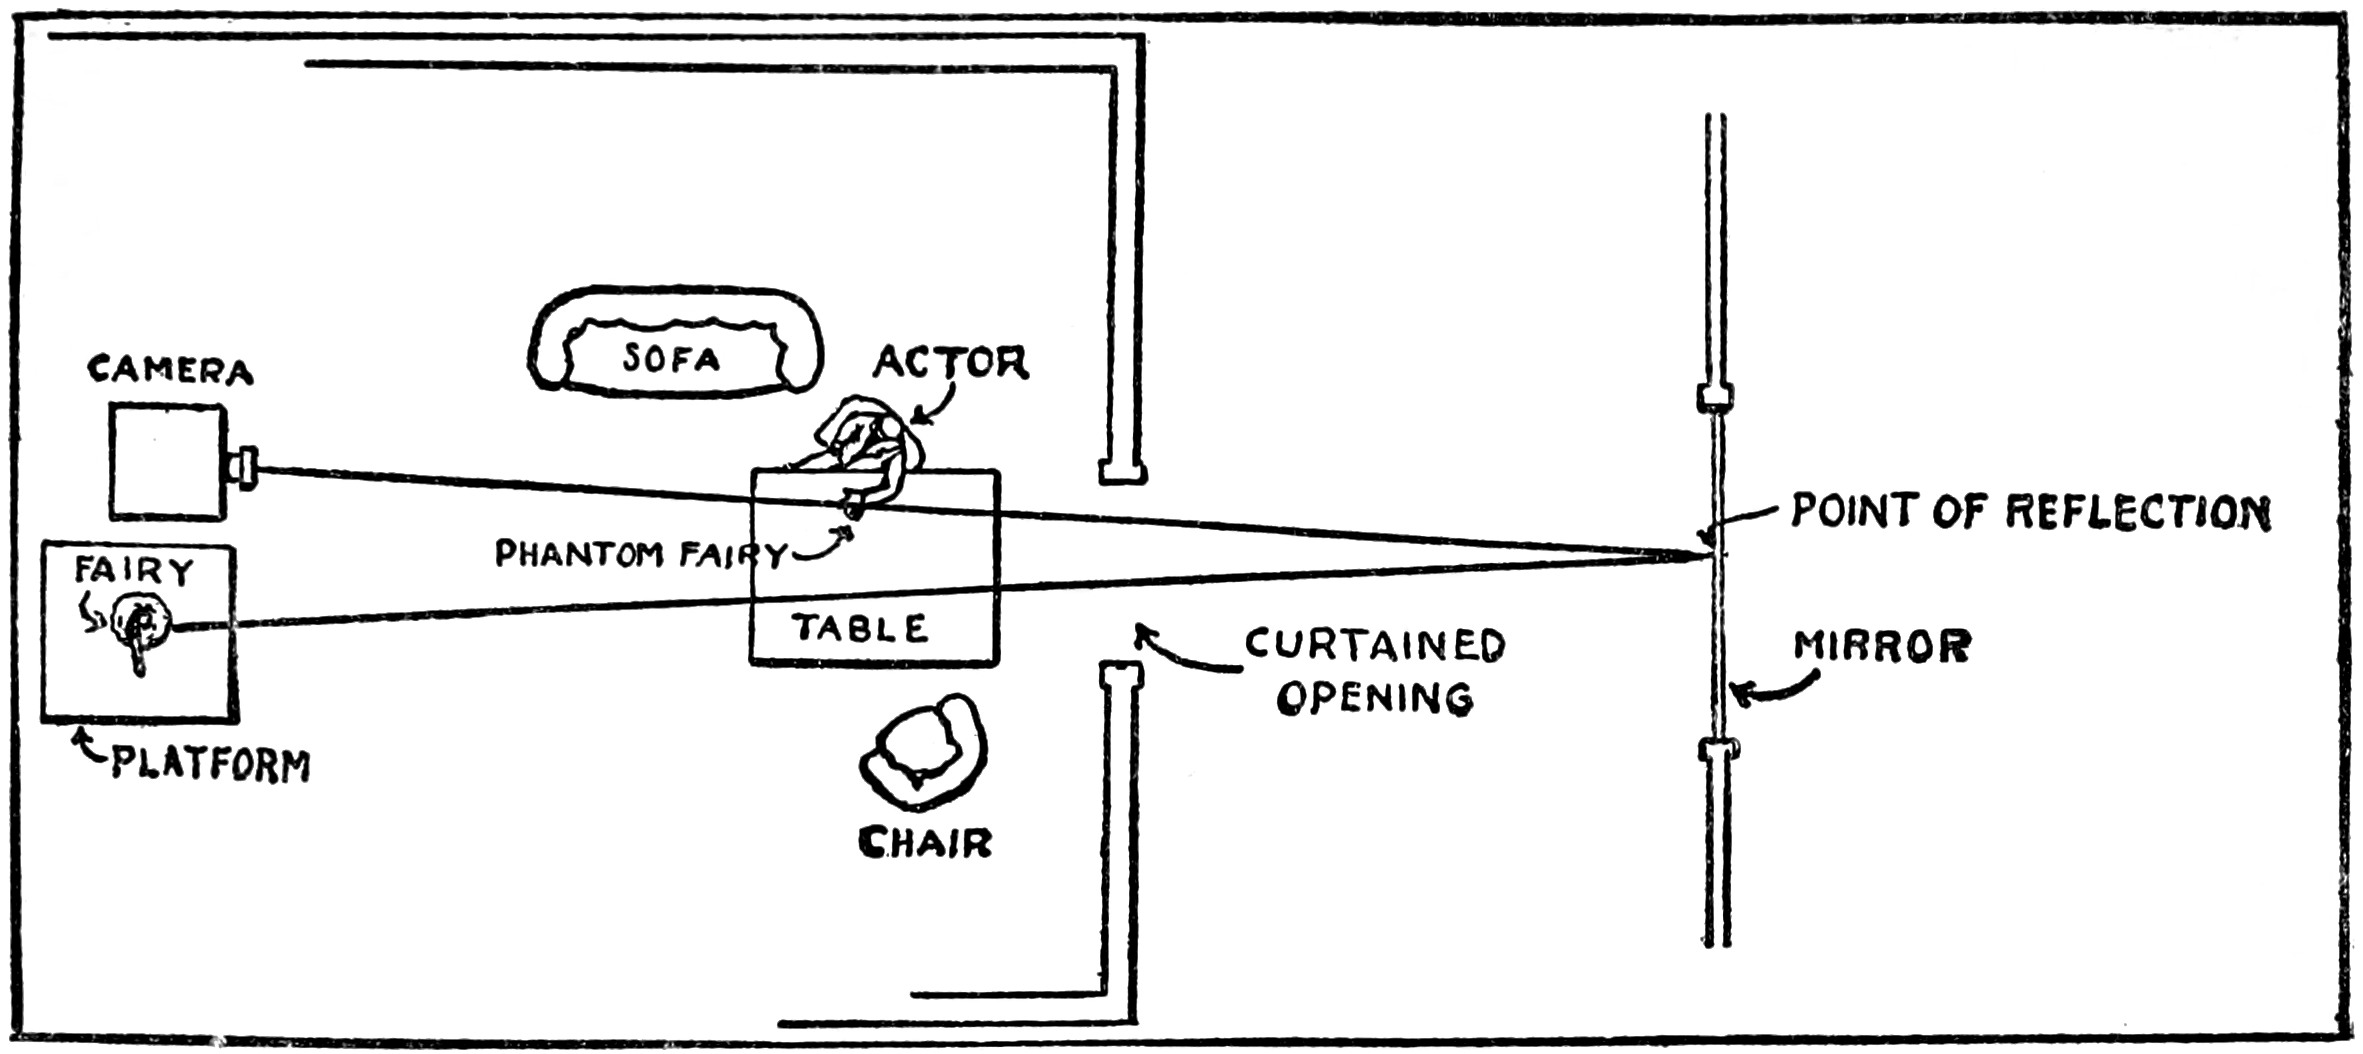 CAMERA
SOFA
ACTOR
POINT OF REFLECTION
PHANTOM FAIRY
FAIRY
TABLE
CURTAINED
OPENING
MIRROR
PLATFORM
CHAIR